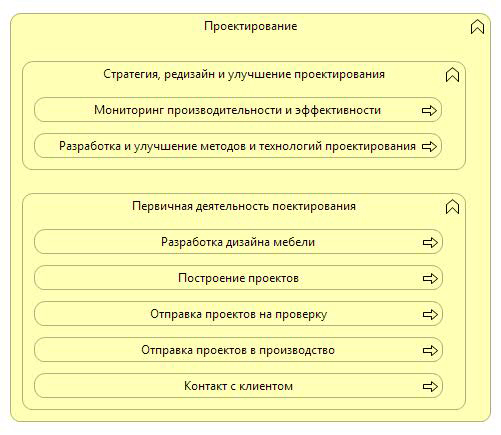 Проектирование
Стратегия, редизайн и улучшение проектирования
Мониторинг производительности и эффективности
Разработка и улучшение методов и технологий проектирования
Первичная деятельность поектирования
Разработка дизайна мебели
Построение проектов
Отправка проектов на проверку
Отправка проектов в производство
Контакт с клиентом